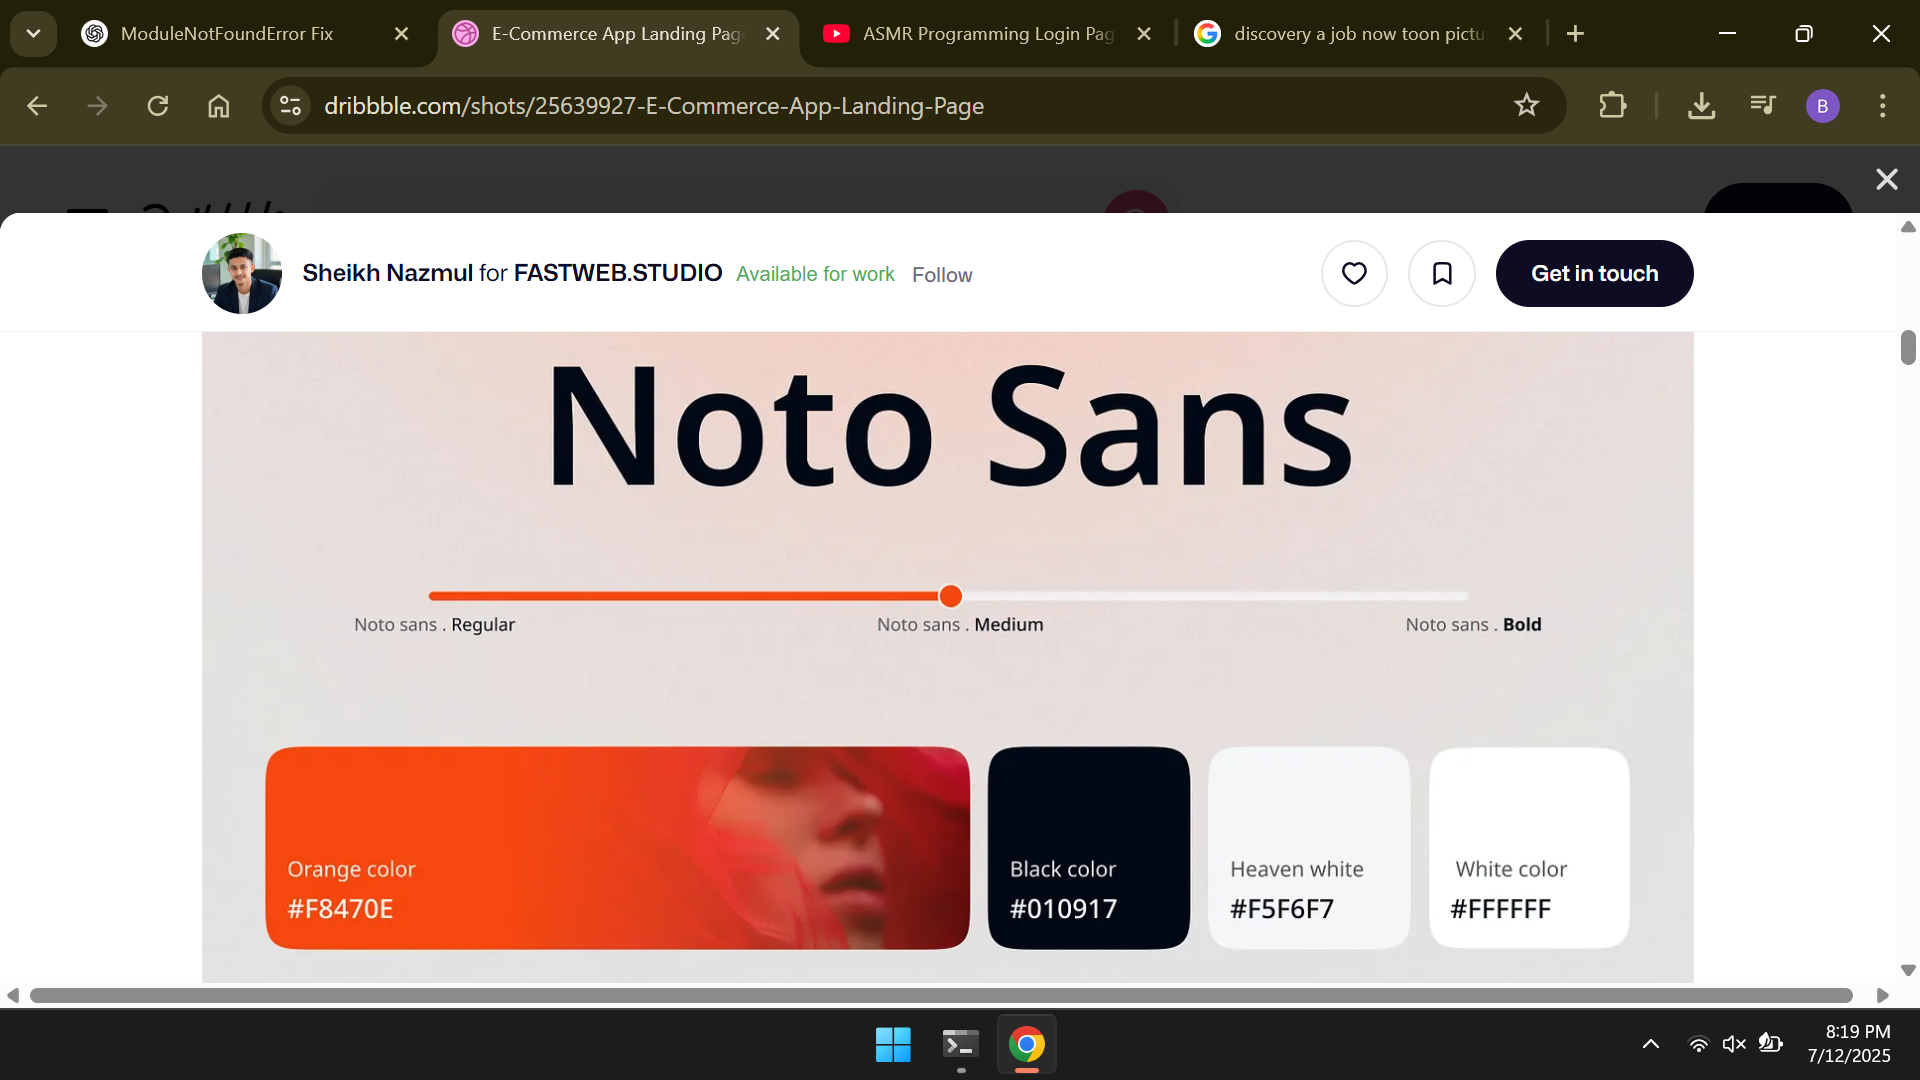 ModuleNotFoundError Fix
E-Commerce App Landing Pag
ASMR Programming Login Pag
discovery a job now toon pictu
dribbble.com/shots/25639927-E-Commerce-App-Landing-Page
B
Sheikh Nazmul for FASTWEB.STUDIO Available for work Follow
Get in touch
Noto Sans
Noto sans . Regular
Noto sans . Medium
Noto sans . Bold
Orange color
#F8470E
Black color
#010917
Heaven white
#F5F6F7
White color
#FFFFFF
8:19 PM
7/12/2025